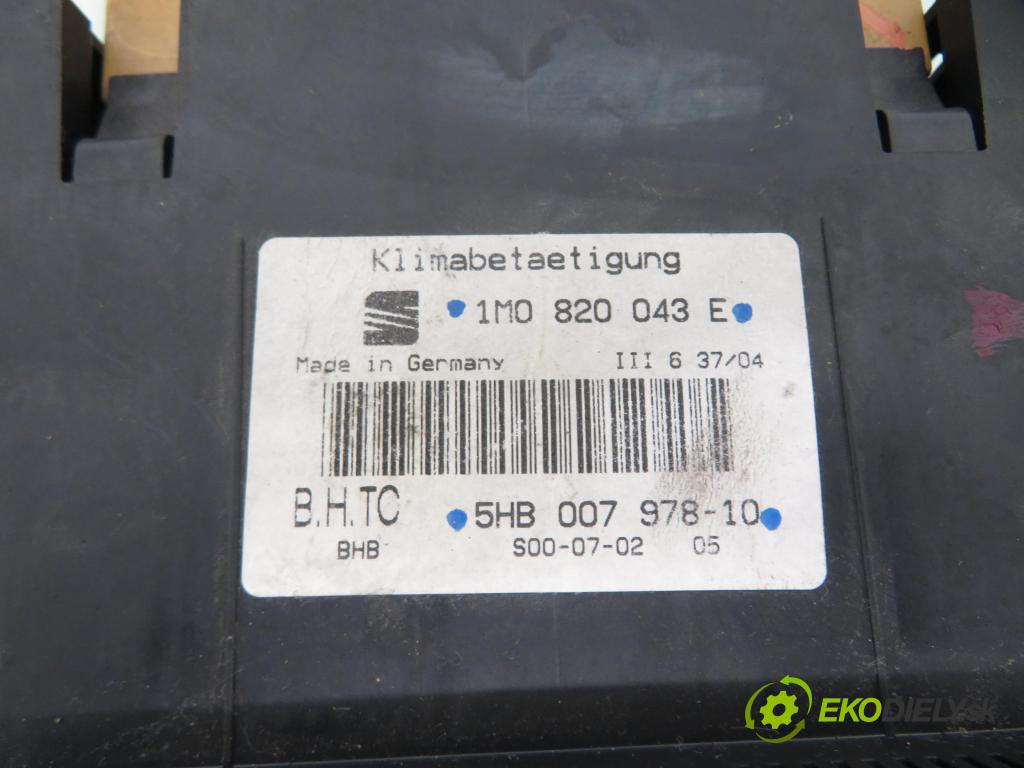 Klimabetaetigung
1M0 820 043 E
Made in Germany III 6 37/04
B.H.TC 5HB 007 978-10
BHB S00-07-02 05
EKODIELY.sk